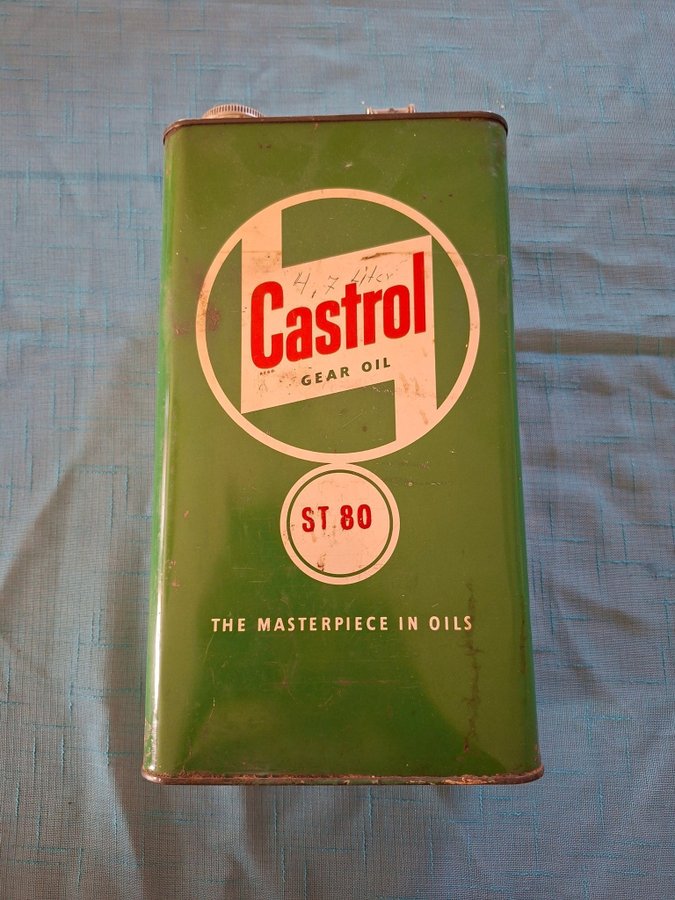 4,7 liter
Castrol
GEAR OIL
ST 80
THE MASTERPIECE IN OILS